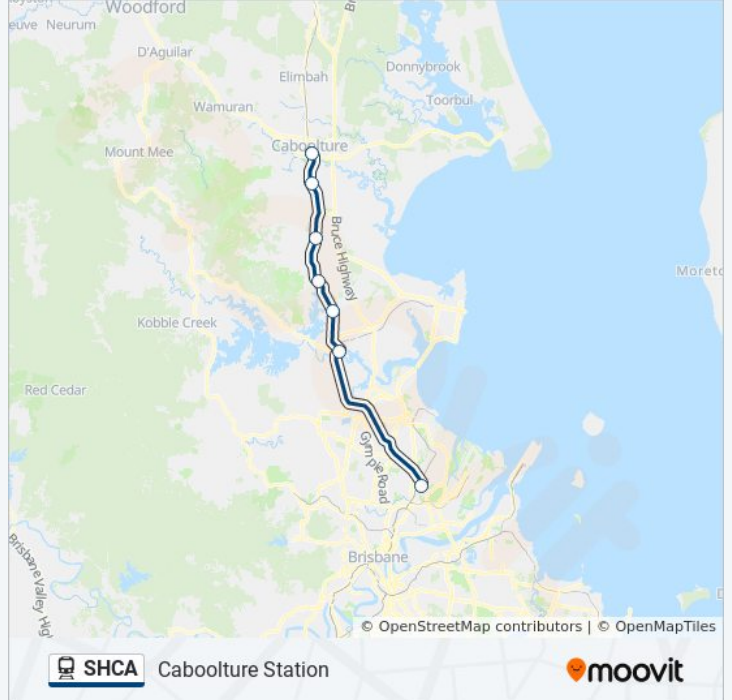 Woodford
Neurum
D'Aguilar
Donnybrook
Elimbah
Toorbul
Wamuran
Caboolture
Mount Mee
Bruce Highway
Kobble Creek
Red Cedar
Gympie Road
Brisbane
Brisbane Valley Hig
© OpenStreetMap contributors | © OpenMapTiles
SHCA Caboolture Station
moovit